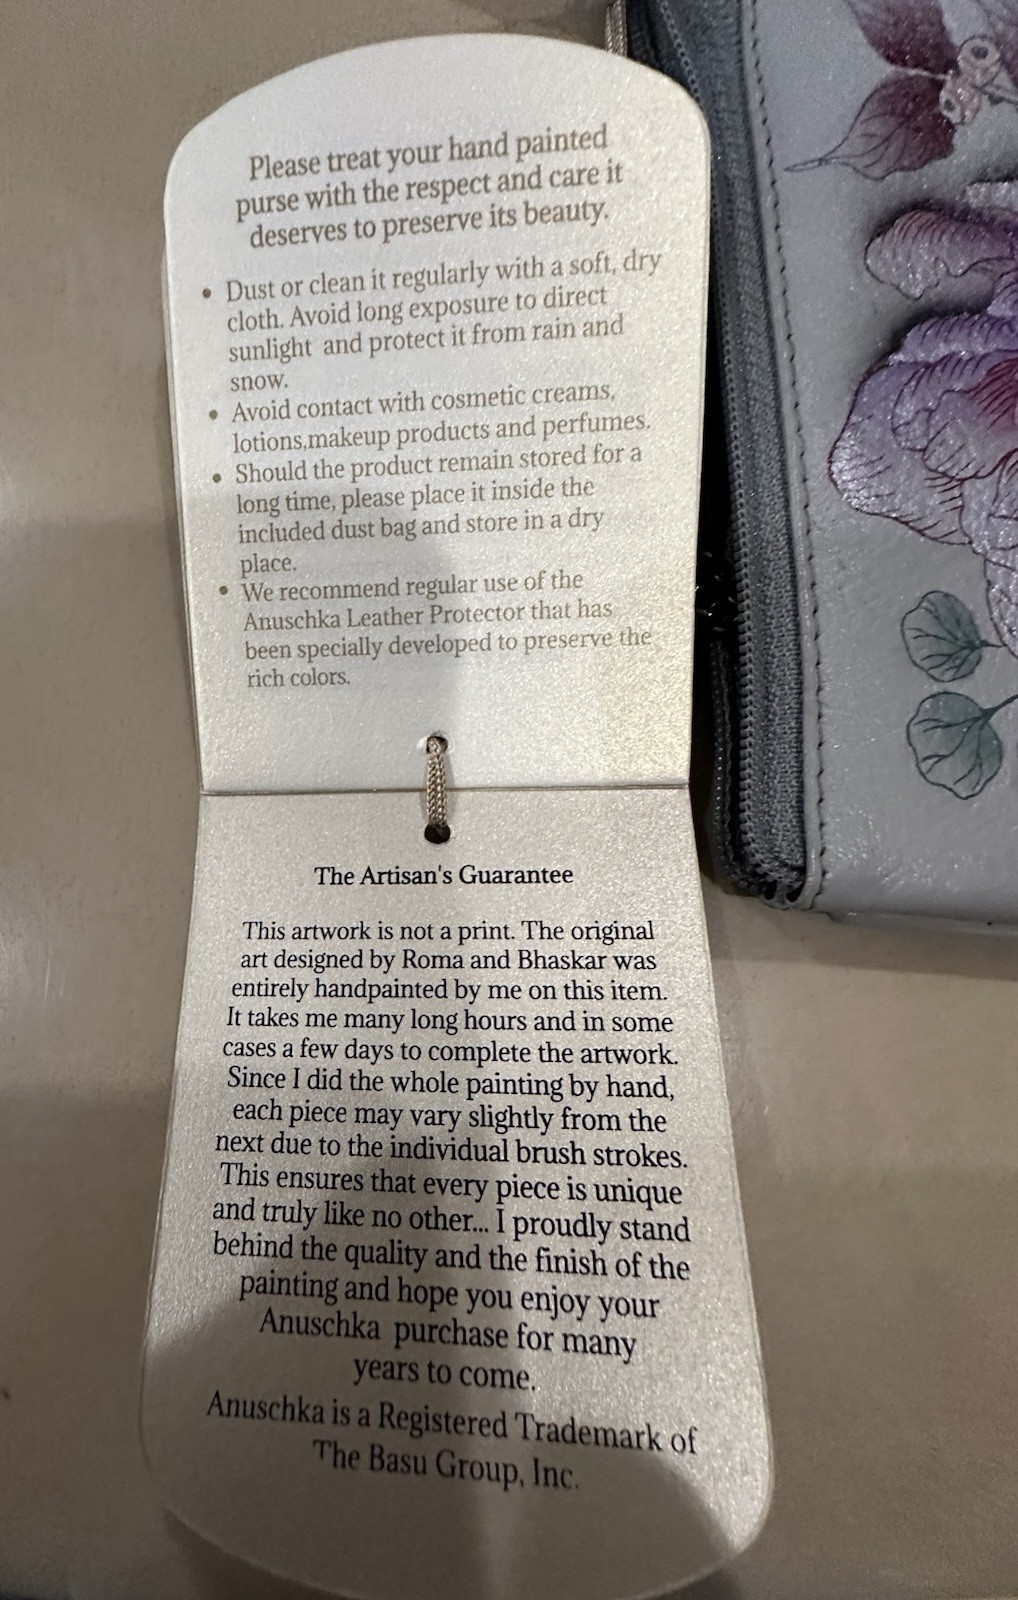 Please treat your hand painted
purse with the respect and care it
deserves to preserve its beauty.
• Dust or clean it regularly with a soft, dry
cloth. Avoid long exposure to direct
sunlight and protect it from rain and
snow.
• Avoid contact with cosmetic creams,
lotions,makeup products and perfumes.
• Should the product remain stored for a
long time, please place it inside the
included dust bag and store in a dry
place.
• We recommend regular use of the
Anuschka Leather Protector that has
been specially developed to preserve the
rich colors.
The Artisan's Guarantee
This artwork is not a print. The original
art designed by Roma and Bhaskar was
entirely handpainted by me on this item.
It takes me many long hours and in some
cases a few days to complete the artwork.
Since I did the whole painting by hand,
each piece may vary slightly from the
next due to the individual brush strokes.
This ensures that every piece is unique
and truly like no other... I proudly stand
behind the quality and the finish of the
painting and hope you enjoy your
Anuschka purchase for many
years to come.
Anuschka is a Registered Trademark of
The Basu Group, Inc.